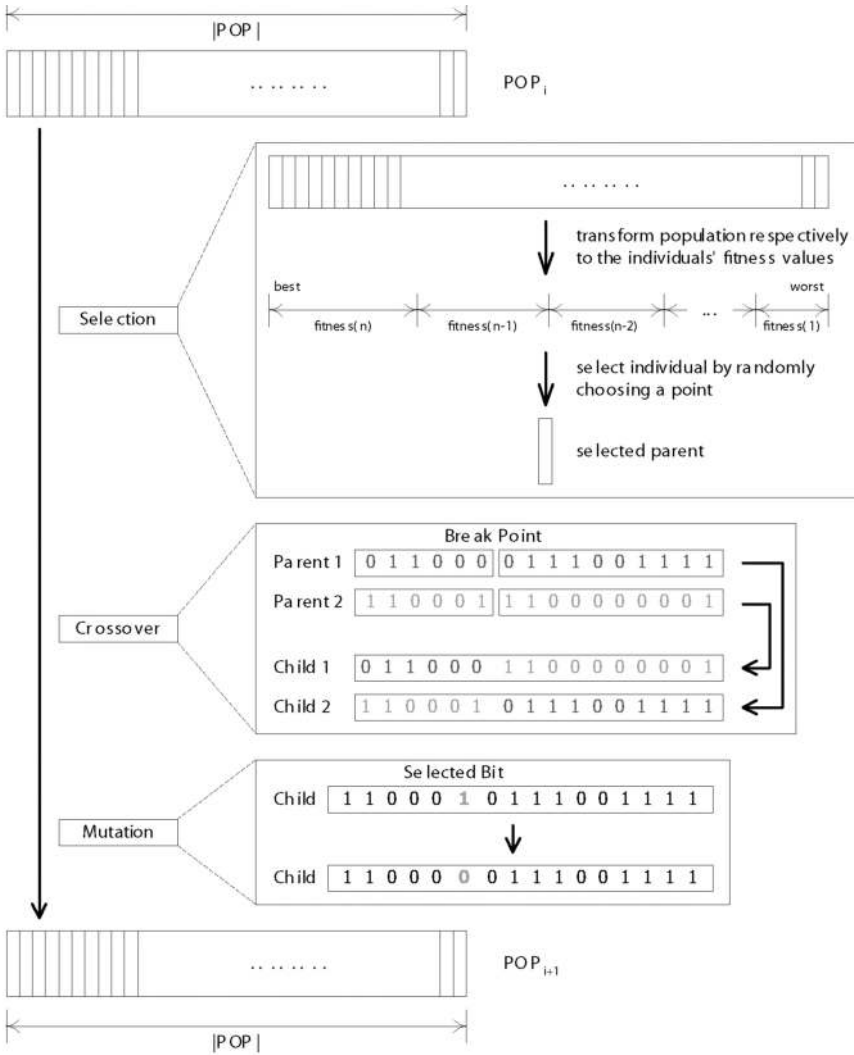 |POP|
. . . . . . .
POPi
. . . . . . .
transform population respectively
to the individuals' fitness values
best
worst
fitness(n)
fitness(n-1)
fitness(n-2)
...
fitness(1)
Selection
select individual by randomly
choosing a point
selected parent
Break Point
Parent 1 0 1 1 0 0 0 0 1 1 1 0 0 1 1 1 1
Parent 2 1 1 0 0 0 1 1 1 0 0 0 0 0 0 0 1
Crossover
Child 1 0 1 1 0 0 0 1 1 0 0 0 0 0 0 0 1
Child 2 1 1 0 0 0 1 0 1 1 1 0 0 1 1 1 1
Selected Bit
Child 1 1 0 0 0 1 0 1 1 1 0 0 1 1 1 1
Mutation
Child 1 1 0 0 0 0 0 1 1 1 0 0 1 1 1 1
. . . . . . .
POPi+1
|POP|